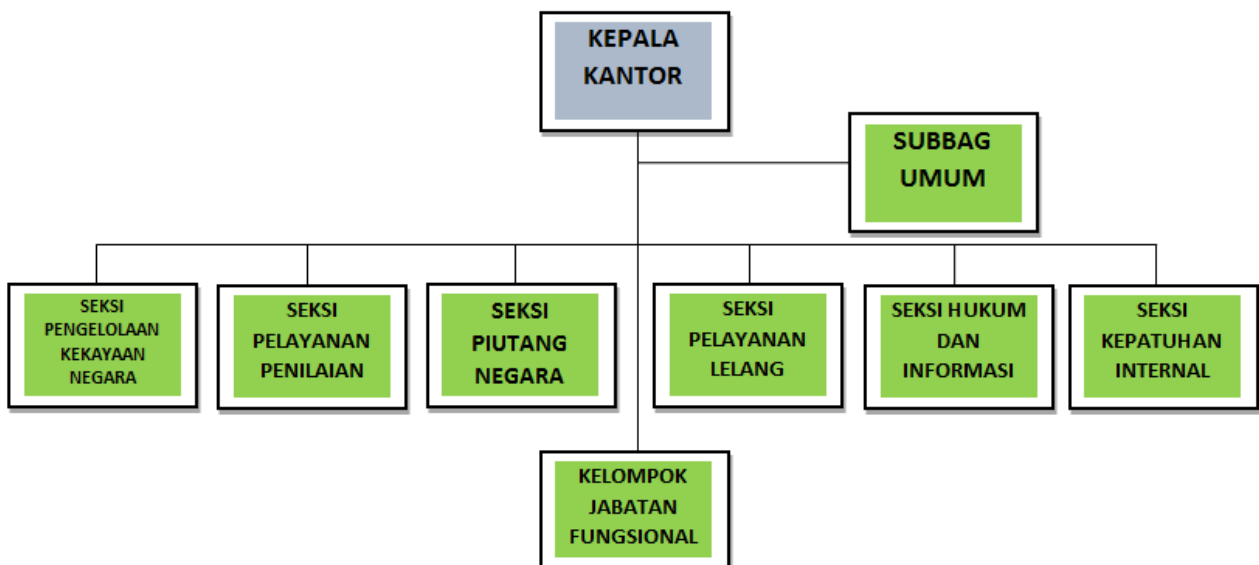 KEPALA
KANTOR
SUBBAG
UMUM
SEKSI
PENGELOLAAN
KEKAYAAN
NEGARA
SEKSI
PELAYANAN
PENILAIAN
SEKSI
PIUTANG
NEGARA
SEKSI
PELAYANAN
LELANG
SEKSI HUKUM
DAN
INFORMASI
SEKSI
KEPATUHAN
INTERNAL
KELOMPOK
JABATAN
FUNGSIONAL